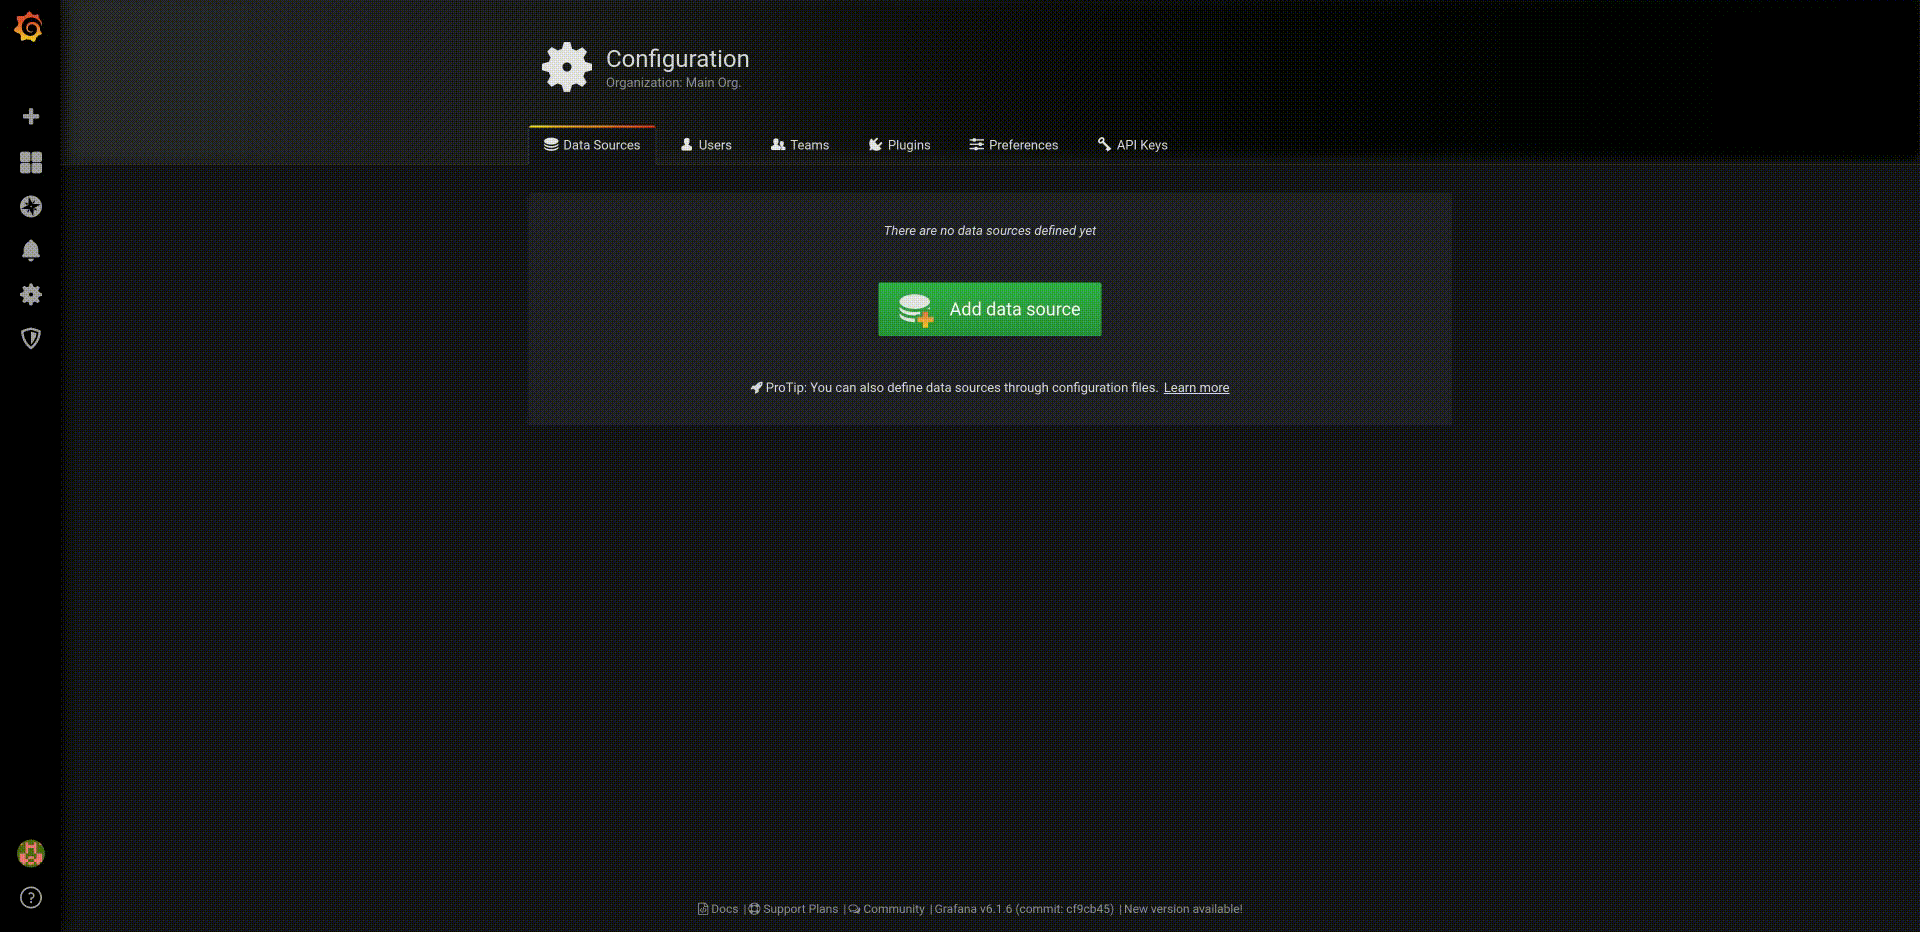 Configuration
Organization: Main Org.
Data Sources Users Teams Plugins Preferences API Keys
There are no data sources defined yet
Add data source
ProTip: You can also define data sources through configuration files. Learn more
?
Docs | Support Plans | Community | Grafana v6.1.6 (commit: cf9cb45) | New version available!